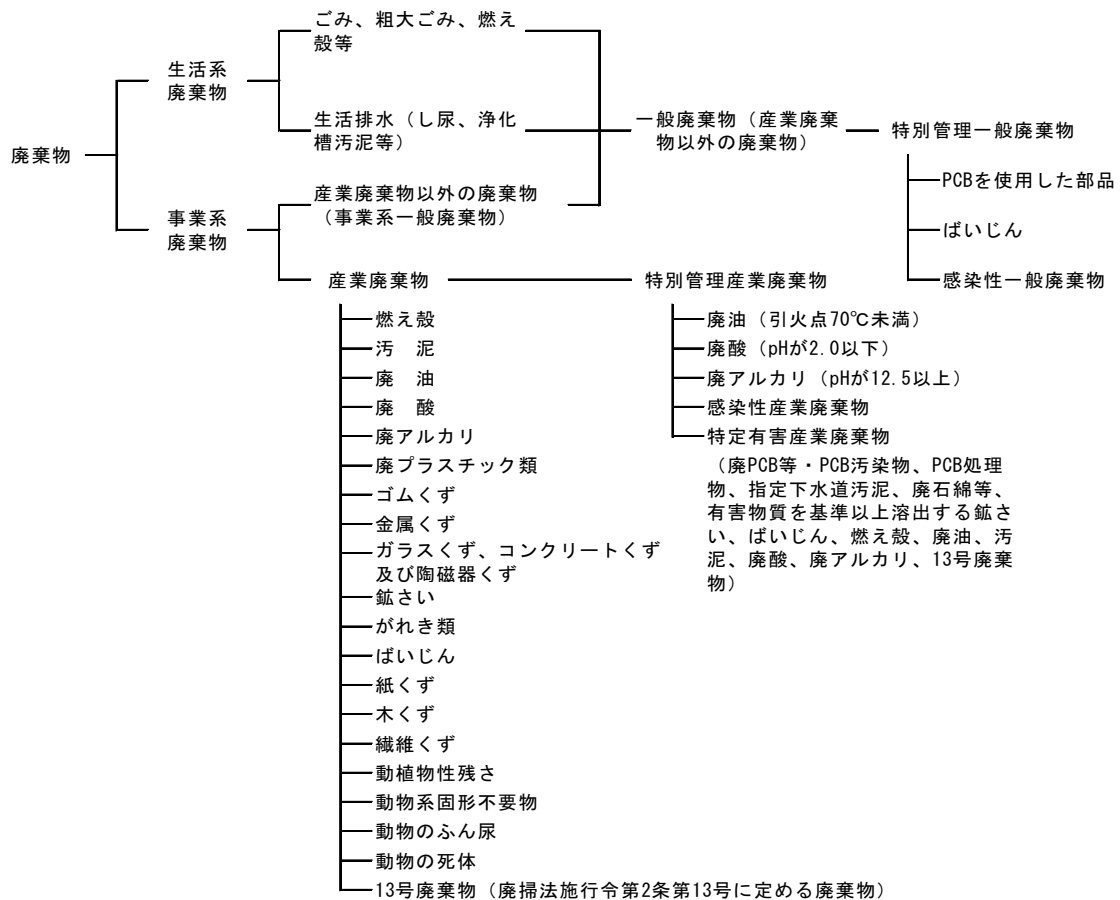 ごみ、粗大ごみ、燃え
殻等
生活系
廃棄物
生活排水(し尿、浄化
槽汚泥等)
一般廃棄物(産業廃棄
物以外の廃棄物)
特別管理一般廃棄物
廃棄物
PCBを使用した部品
産業廃棄物以外の廃棄物
(事業系一般廃棄物)
事業系
廃棄物
ばいじん
感染性一般廃棄物
産業廃棄物
特別管理産業廃棄物
燃え殻
汚 泥
廃 油
廃 酸
廃アルカリ
廃プラスチック類
ゴムくず
金属くず
ガラスくず、コンクリートくず
及び陶磁器くず
鉱さい
がれき類
ばいじん
紙くず
木くず
繊維くず
動植物性残さ
動物系固形不要物
動物のふん尿
動物の死体
13号廃棄物(廃掃法施行令第2条第13号に定める廃棄物)
廃油(引火点70℃未満)
廃酸(pHが2.0以下)
廃アルカリ(pHが12.5以上)
感染性産業廃棄物
特定有害産業廃棄物
(廃PCB等・PCB汚染物、PCB処理
物、指定下水道汚泥、廃石綿等、
有害物質を基準以上溶出する鉱さ
い、ばいじん、燃え殻、廃油、汚
泥、廃酸、廃アルカリ、13号廃棄
物)